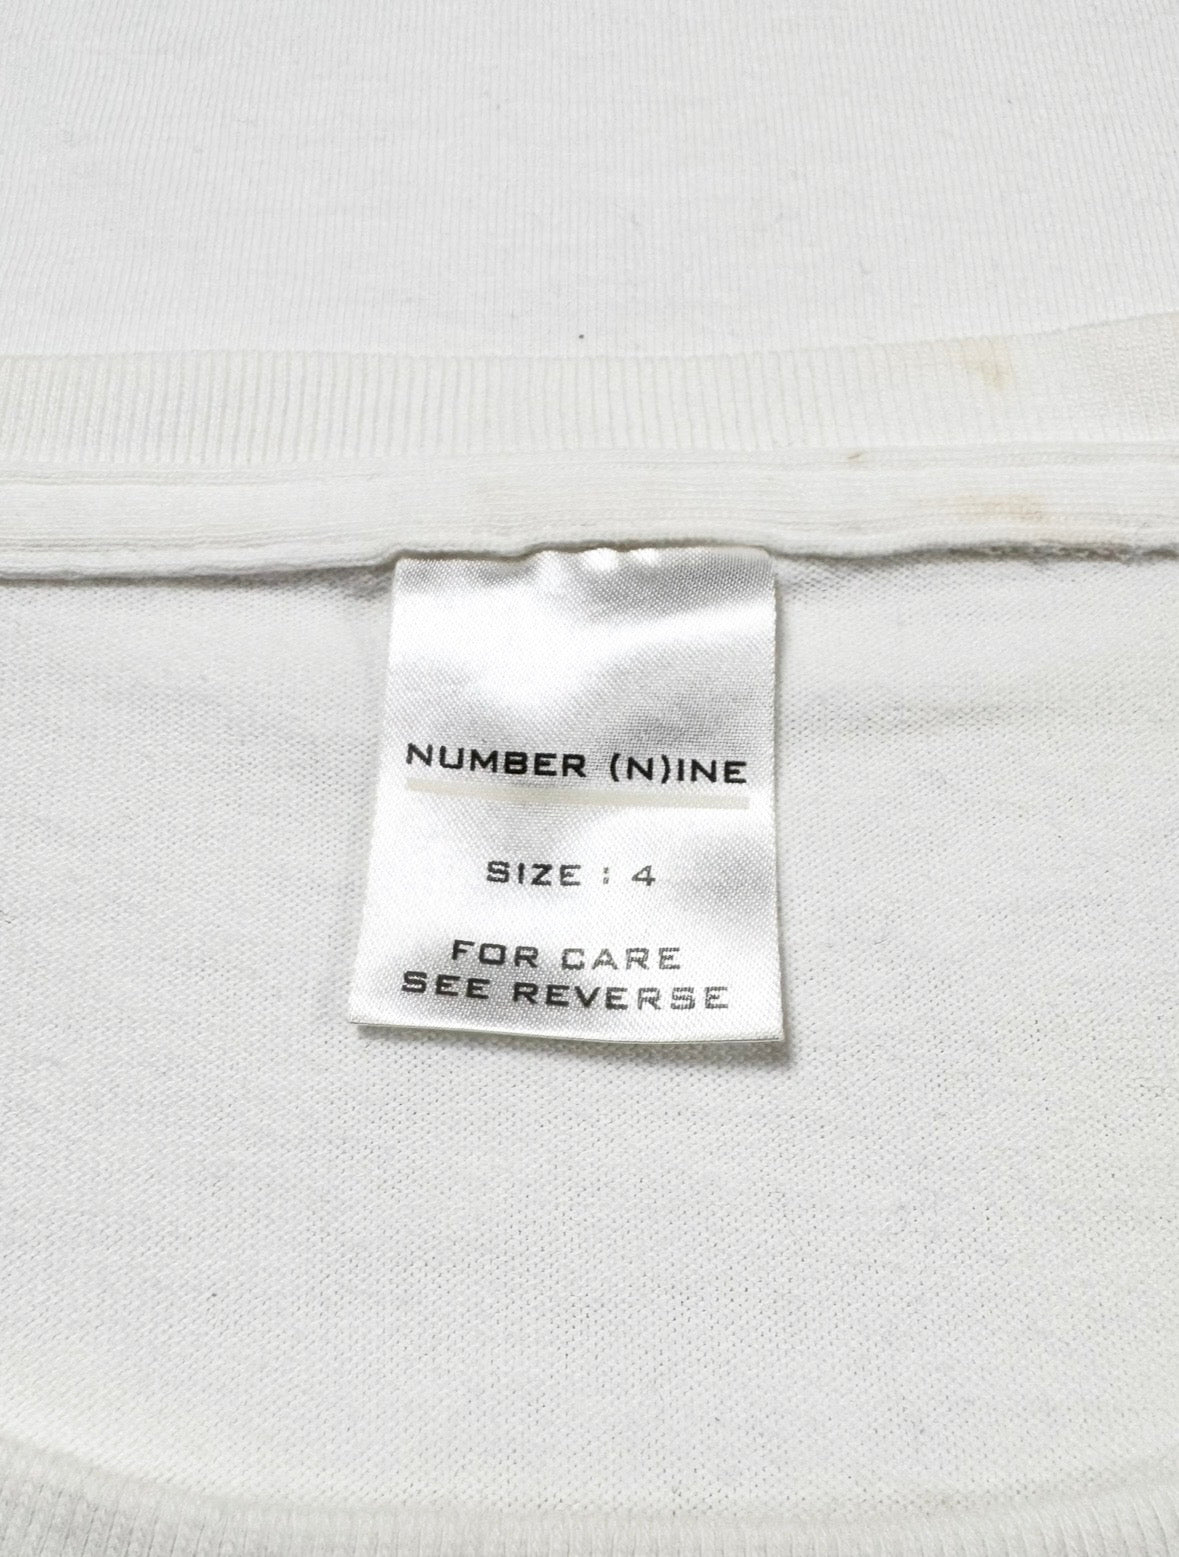 NUMBER (N)INE
SIZE : 4
FOR CARE
SEE REVERSE